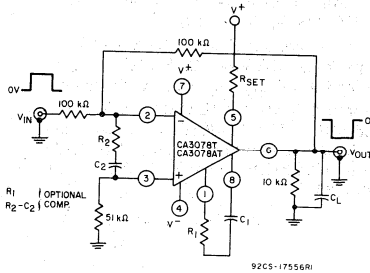 V+
100 kΩ
V+
RSET
0V
100 kΩ
7
5
VIN
2
R2
CA3078T
CA3078AT
6
0
VOUT
C2
3
1
8
10 kΩ
CL
R1 } OPTIONAL
R2-C2 } COMP.
51 kΩ
4
V-
R1
C1
92CS-17556R1